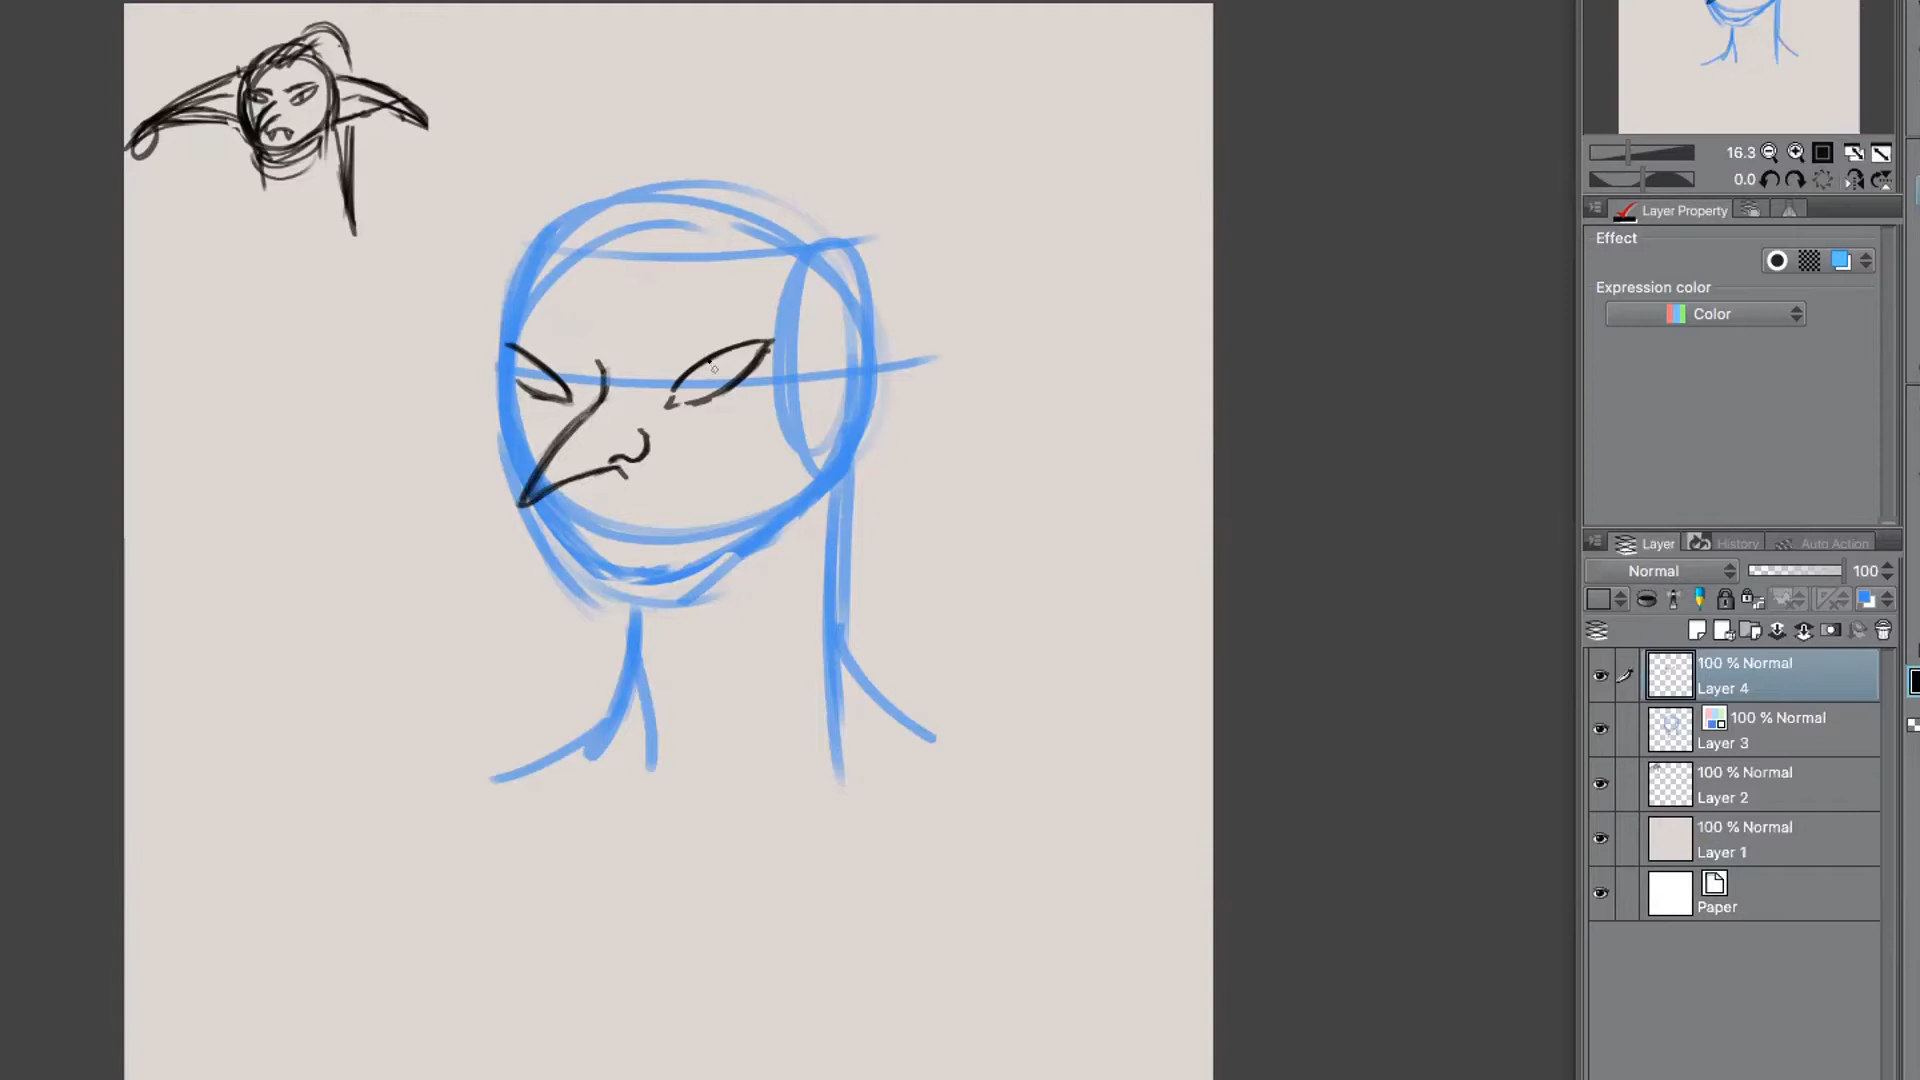 16.3
0.0
Layer Property
Effect
Expression color
Color
Layer History Auto Action
Normal 100
100 % Normal
Layer 4
100 % Normal
Layer 3
100 % Normal
Layer 2
100 % Normal
Layer 1
Paper